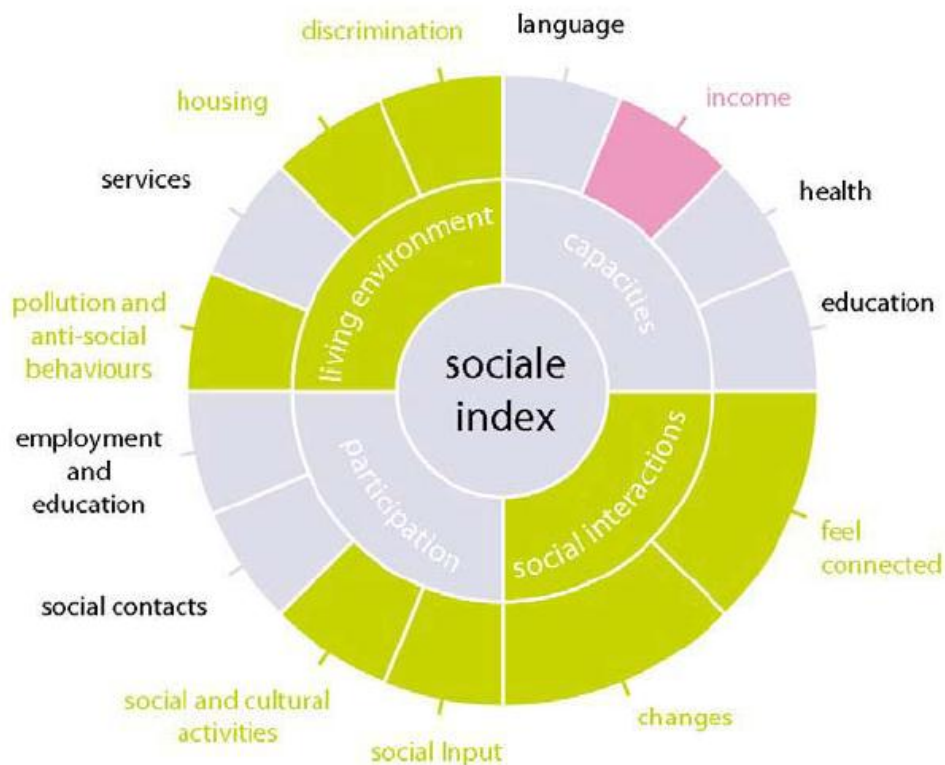 discrimination
language
housing
income
services
health
living environment
capacities
pollution and
anti-social
behaviours
education
sociale
index
employment
and
education
participation
social interactions
feel
connected
social contacts
social and cultural
activities
social Input
changes